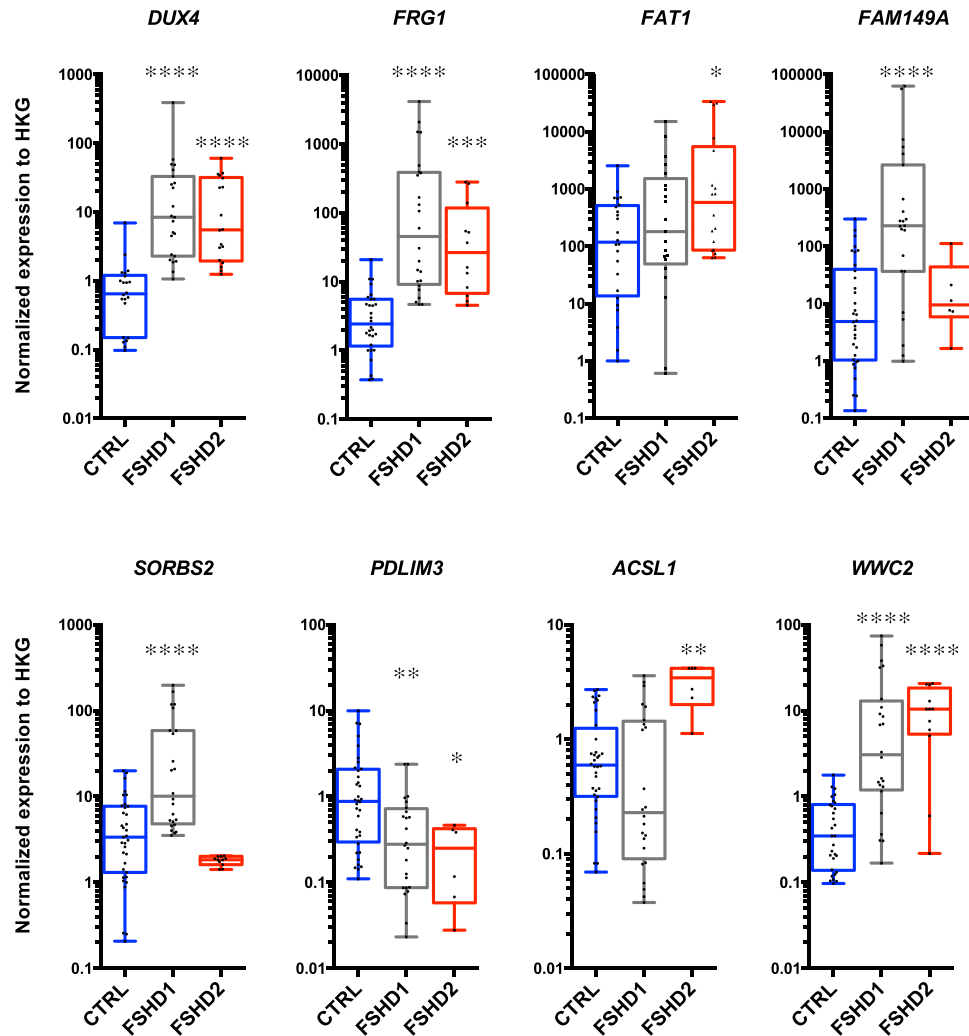 DUX4 FRG1 FAT1 FAM149A
Normalized expression to HKG
1000 100 10 1 0.1 0.01
**** ****
CTRL FSHD1 FSHD2
10000 1000 100 10 1 0.1
**** ***
CTRL FSHD1 FSHD2
100000 10000 1000 100 10 1 0.1
*
CTRL FSHD1 FSHD2
100000 10000 1000 100 10 1 0.1
****
CTRL FSHD1 FSHD2
SORBS2 PDLIM3 ACSL1 WWC2
Normalized expression to HKG
1000 100 10 1 0.1
****
CTRL FSHD1 FSHD2
100 10 1 0.1 0.01
** *
CTRL FSHD1 FSHD2
10 1 0.1 0.01
**
CTRL FSHD1 FSHD2
100 10 1 0.1 0.01
**** ****
CTRL FSHD1 FSHD2